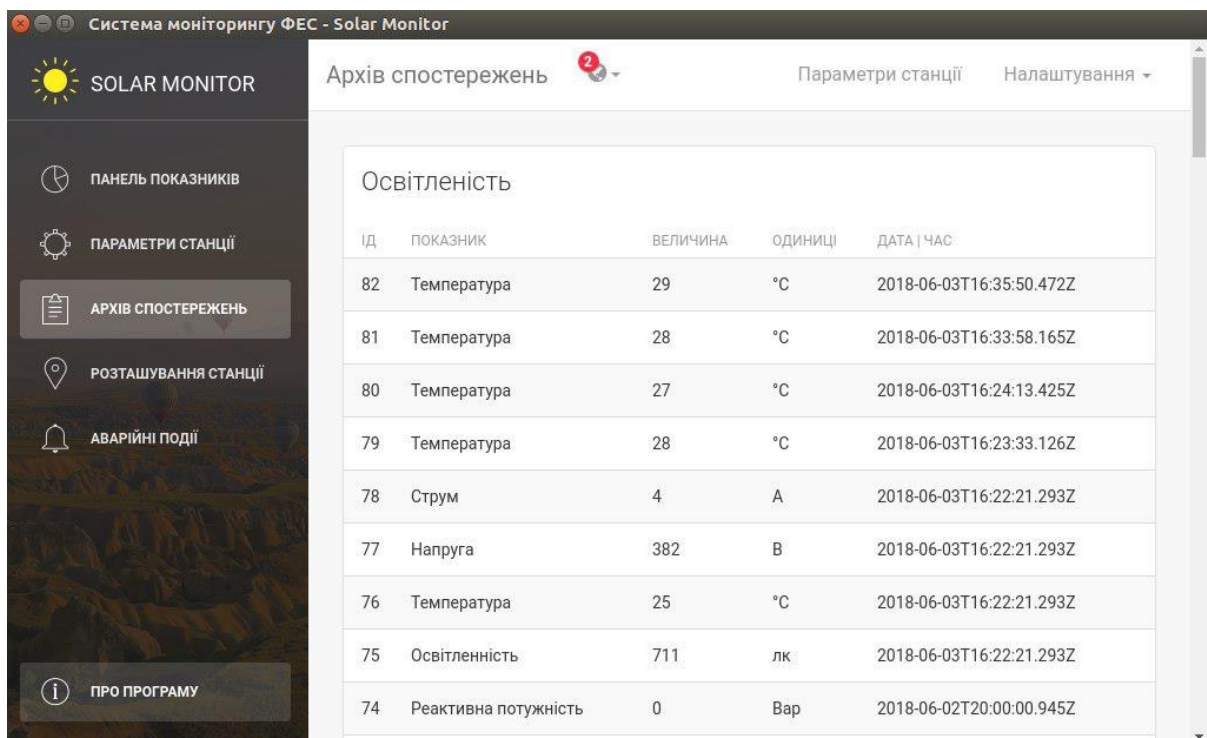 Система моніторингу ФЕС - Solar Monitor
SOLAR MONITOR
ПАНЕЛЬ ПОКАЗНИКІВ
ПАРАМЕТРИ СТАНЦІЇ
АРХІВ СПОСТЕРЕЖЕНЬ
РОЗТАШУВАННЯ СТАНЦІЇ
АВАРІЙНІ ПОДІЇ
ПРО ПРОГРАМУ
Архів спостережень 2 Параметри станції Налаштування
Освітленість
ІД ПОКАЗНИК ВЕЛИЧИНА ОДИНИЦІ ДАТА | ЧАС
82 Температура 29 °C 2018-06-03T16:35:50.472Z
81 Температура 28 °C 2018-06-03T16:33:58.165Z
80 Температура 27 °C 2018-06-03T16:24:13.425Z
79 Температура 28 °C 2018-06-03T16:23:33.126Z
78 Струм 4 А 2018-06-03T16:22:21.293Z
77 Напруга 382 В 2018-06-03T16:22:21.293Z
76 Температура 25 °C 2018-06-03T16:22:21.293Z
75 Освітленність 711 лк 2018-06-03T16:22:21.293Z
74 Реактивна потужність 0 Вар 2018-06-02T20:00:00.945Z